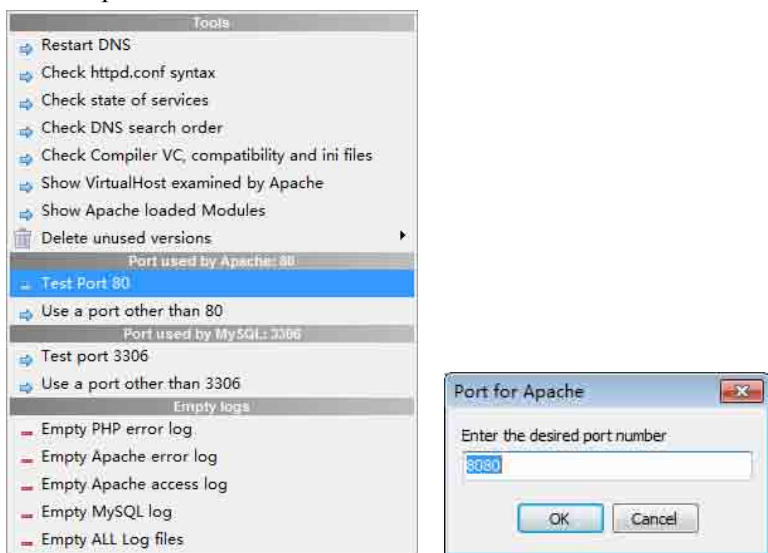 Tools
Restart DNS
Check httpd.conf syntax
Check state of services
Check DNS search order
Check Compiler VC, compatibility and ini files
Show VirtualHost examined by Apache
Show Apache loaded Modules
Delete unused versions
Port used by Apache: 80
Test Port 80
Use a port other than 80
Port used by MySQL: 3306
Test port 3306
Use a port other than 3306
Empty logs
Empty PHP error log
Empty Apache error log
Empty Apache access log
Empty MySQL log
Empty ALL Log files
Port for Apache
Enter the desired port number
8080
OK Cancel